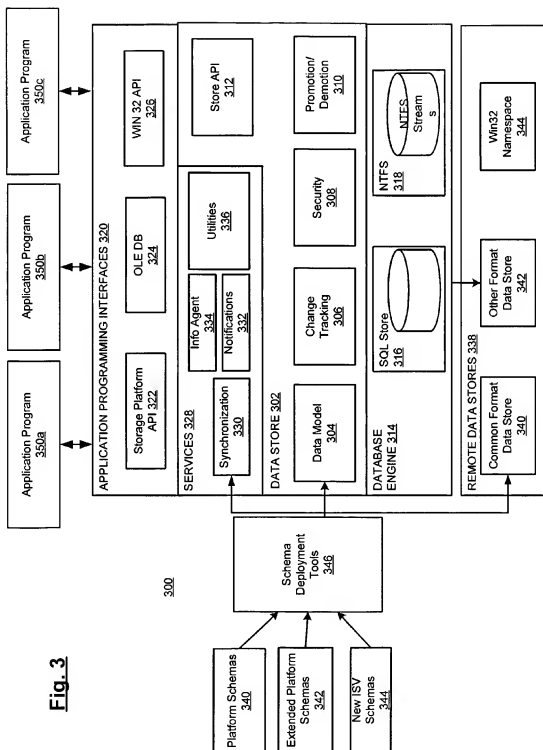 Application Program
350a
Application Program
350b
Application Program
350c
APPLICATION PROGRAMMING INTERFACES 320
Storage Platform
API 322
OLE DB
324
WIN 32 API
326
SERVICES 328
Synchronization
330
Info Agent
334
Notifications
332
Utilities
336
Store API
312
DATA STORE 302
Data Model
304
Change
Tracking
306
Security
308
Promotion/
Demotion
310
DATABASE
ENGINE 314
SQL Store
316
NTFS
318
NTFS
Stream
s
REMOTE DATA STORES 338
Common Format
Data Store
340
Other Format
Data Store
342
Win32
Namespace
344
300
Schema
Deployment
Tools
346
Platform Schemas
340
Extended Platform
Schemas
342
New ISV
Schemas
344
Fig. 3